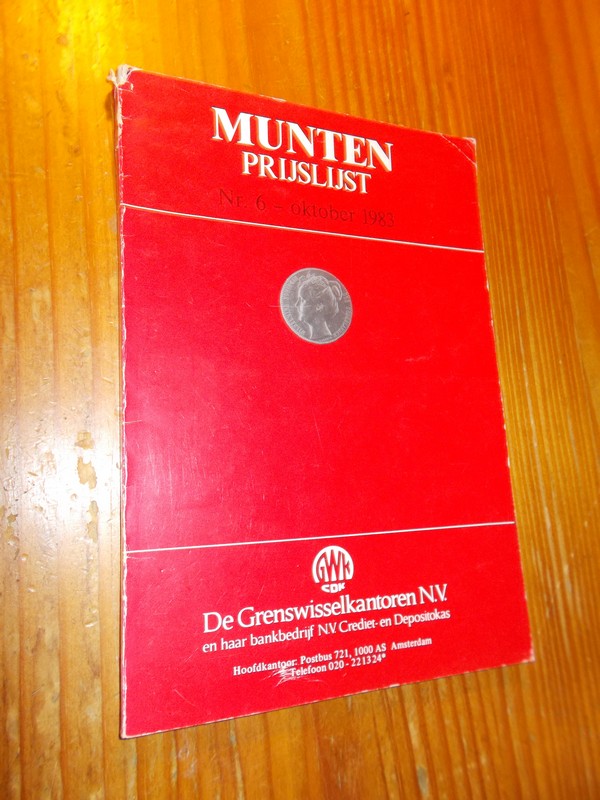 MUNTEN
PRIJSLIJST
Nr. 6 – oktober 1983
GWK
CDK
De Grenswisselkantoren N.V.
en haar bankbedrijf N.V. Crediet- en Depositokas
Hoofdkantoor: Postbus 721, 1000 AS Amsterdam
Telefoon 020 - 221324*